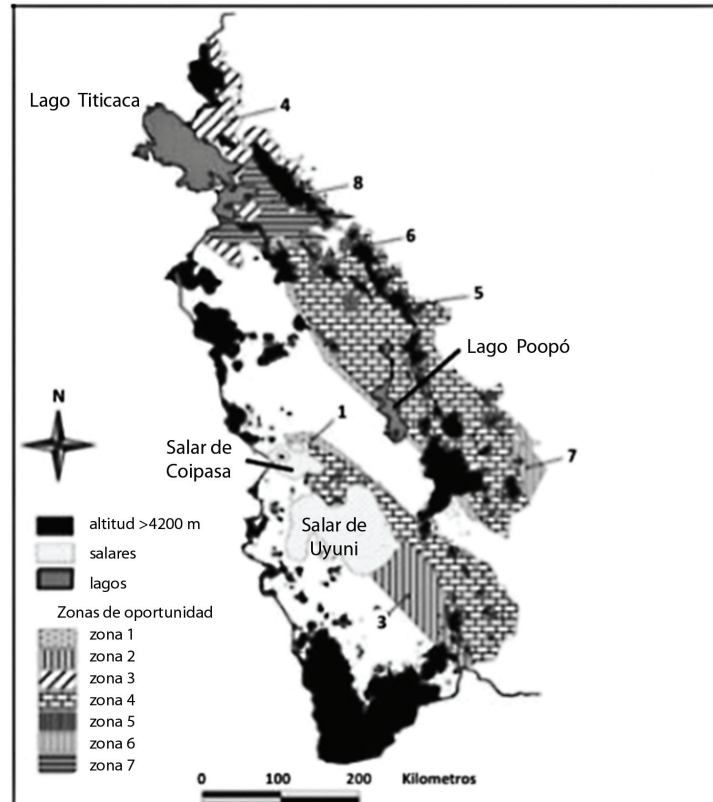 Lago Titicaca
4
8
6
5
Lago Poopó
N
1
Salar de
Coipasa
7
Salar de
Uyuni
3
altitud >4200 m
salares
lagos
Zonas de oportunidad
zona 1
zona 2
zona 3
zona 4
zona 5
zona 6
zona 7
0 100 200 Kilometros